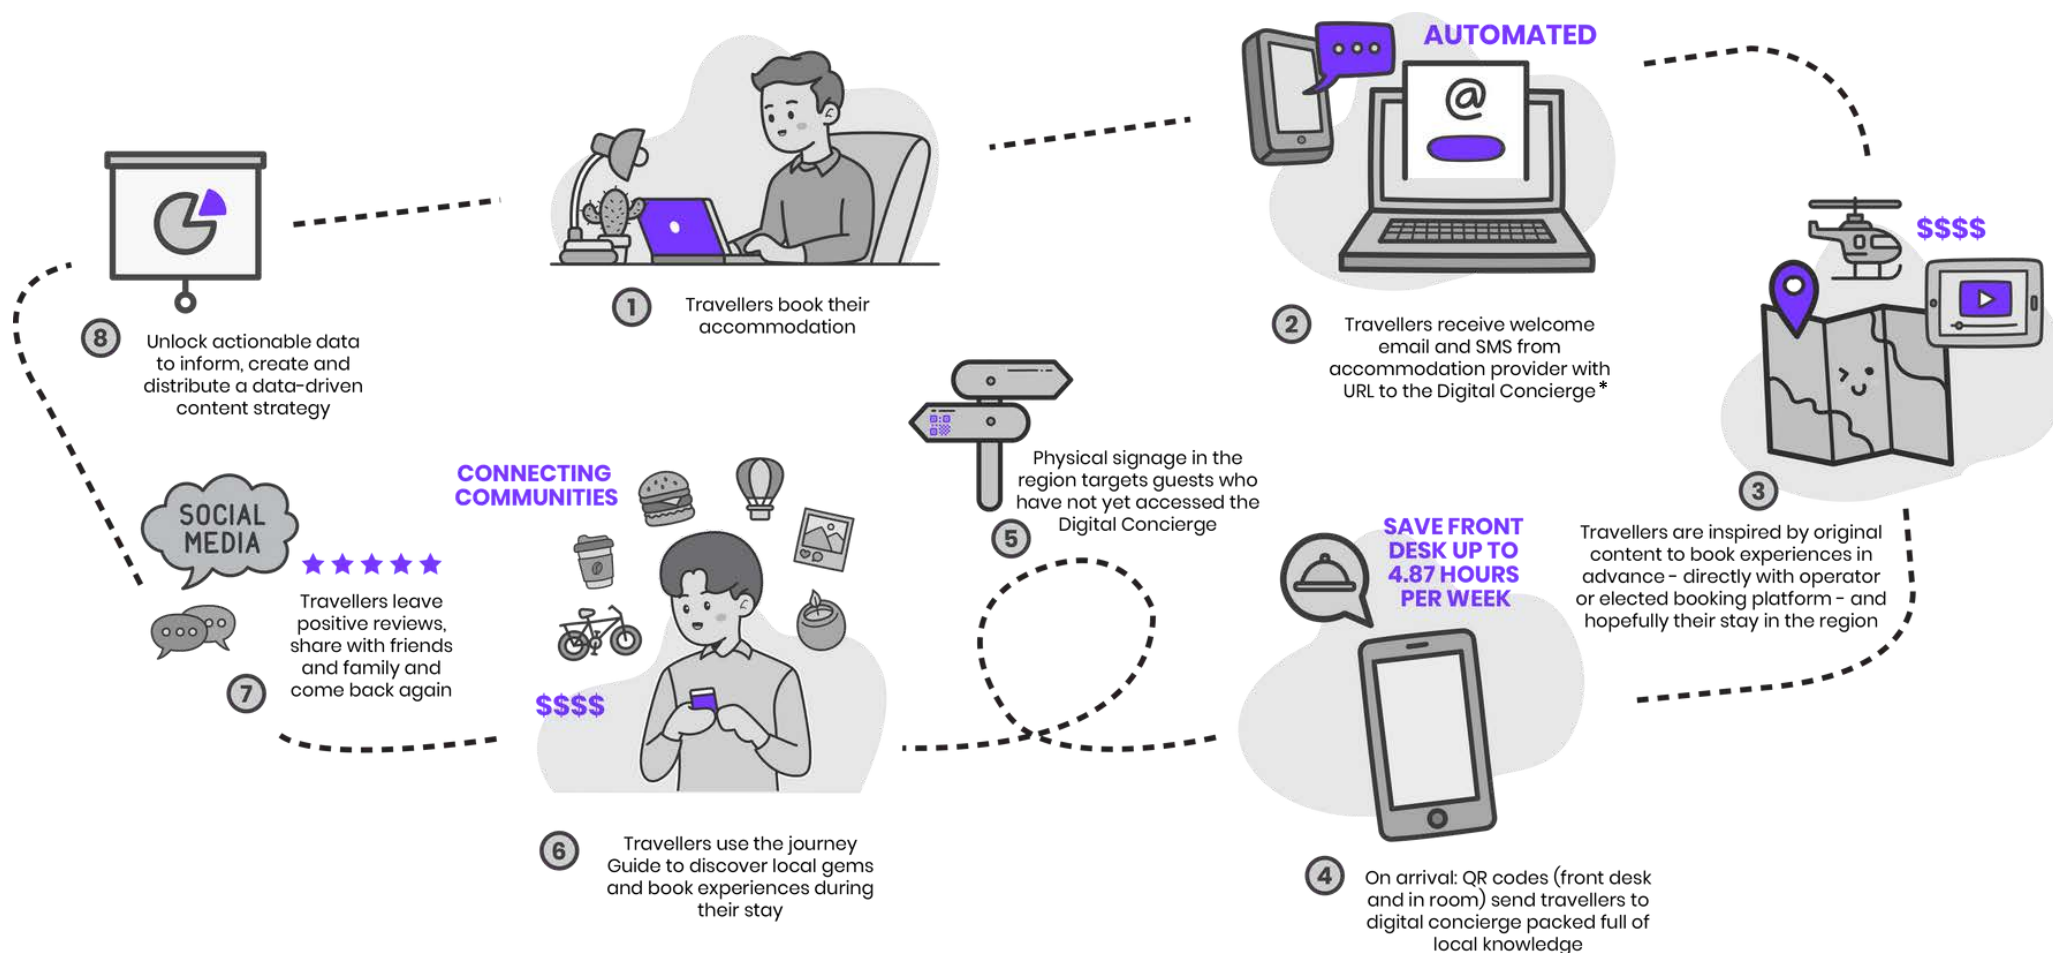 1
Travellers book their
accommodation
AUTOMATED
@
2
Travellers receive welcome
email and SMS from
accommodation provider with
URL to the Digital Concierge*
$$$$
3
Travellers are inspired by original
content to book experiences in
advance - directly with operator
or elected booking platform - and
hopefully their stay in the region
SAVE FRONT
DESK UP TO
4.87 HOURS
PER WEEK
4
On arrival: QR codes (front desk
and in room) send travellers to
digital concierge packed full of
local knowledge
5
Physical signage in the
region targets guests who
have not yet accessed the
Digital Concierge
CONNECTING
COMMUNITIES
$$$$
6
Travellers use the journey
Guide to discover local gems
and book experiences during
their stay
SOCIAL
MEDIA
7
Travellers leave
positive reviews,
share with friends
and family and
come back again
8
Unlock actionable data
to inform, create and
distribute a data-driven
content strategy